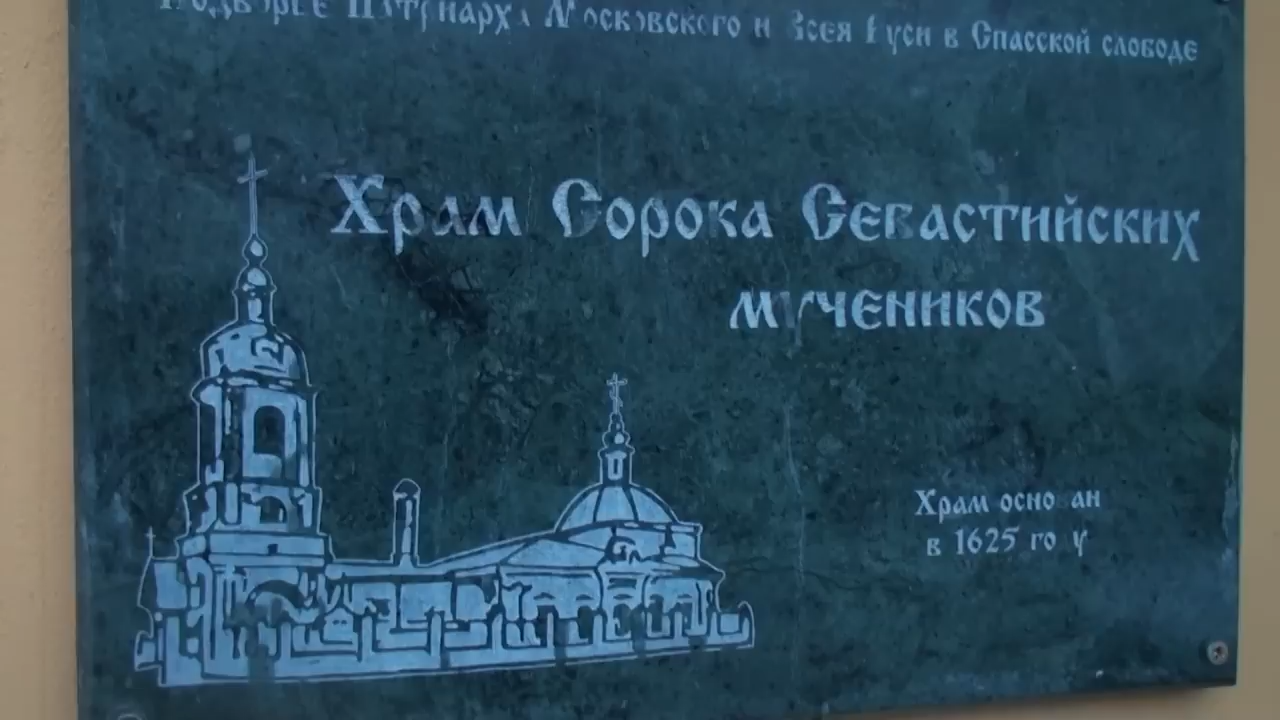 Подворье Патриарха Московского и Всея Руси в Спасской слободе
Храм Сорока Севастийских
мучеников
Храм основан
в 1625 году